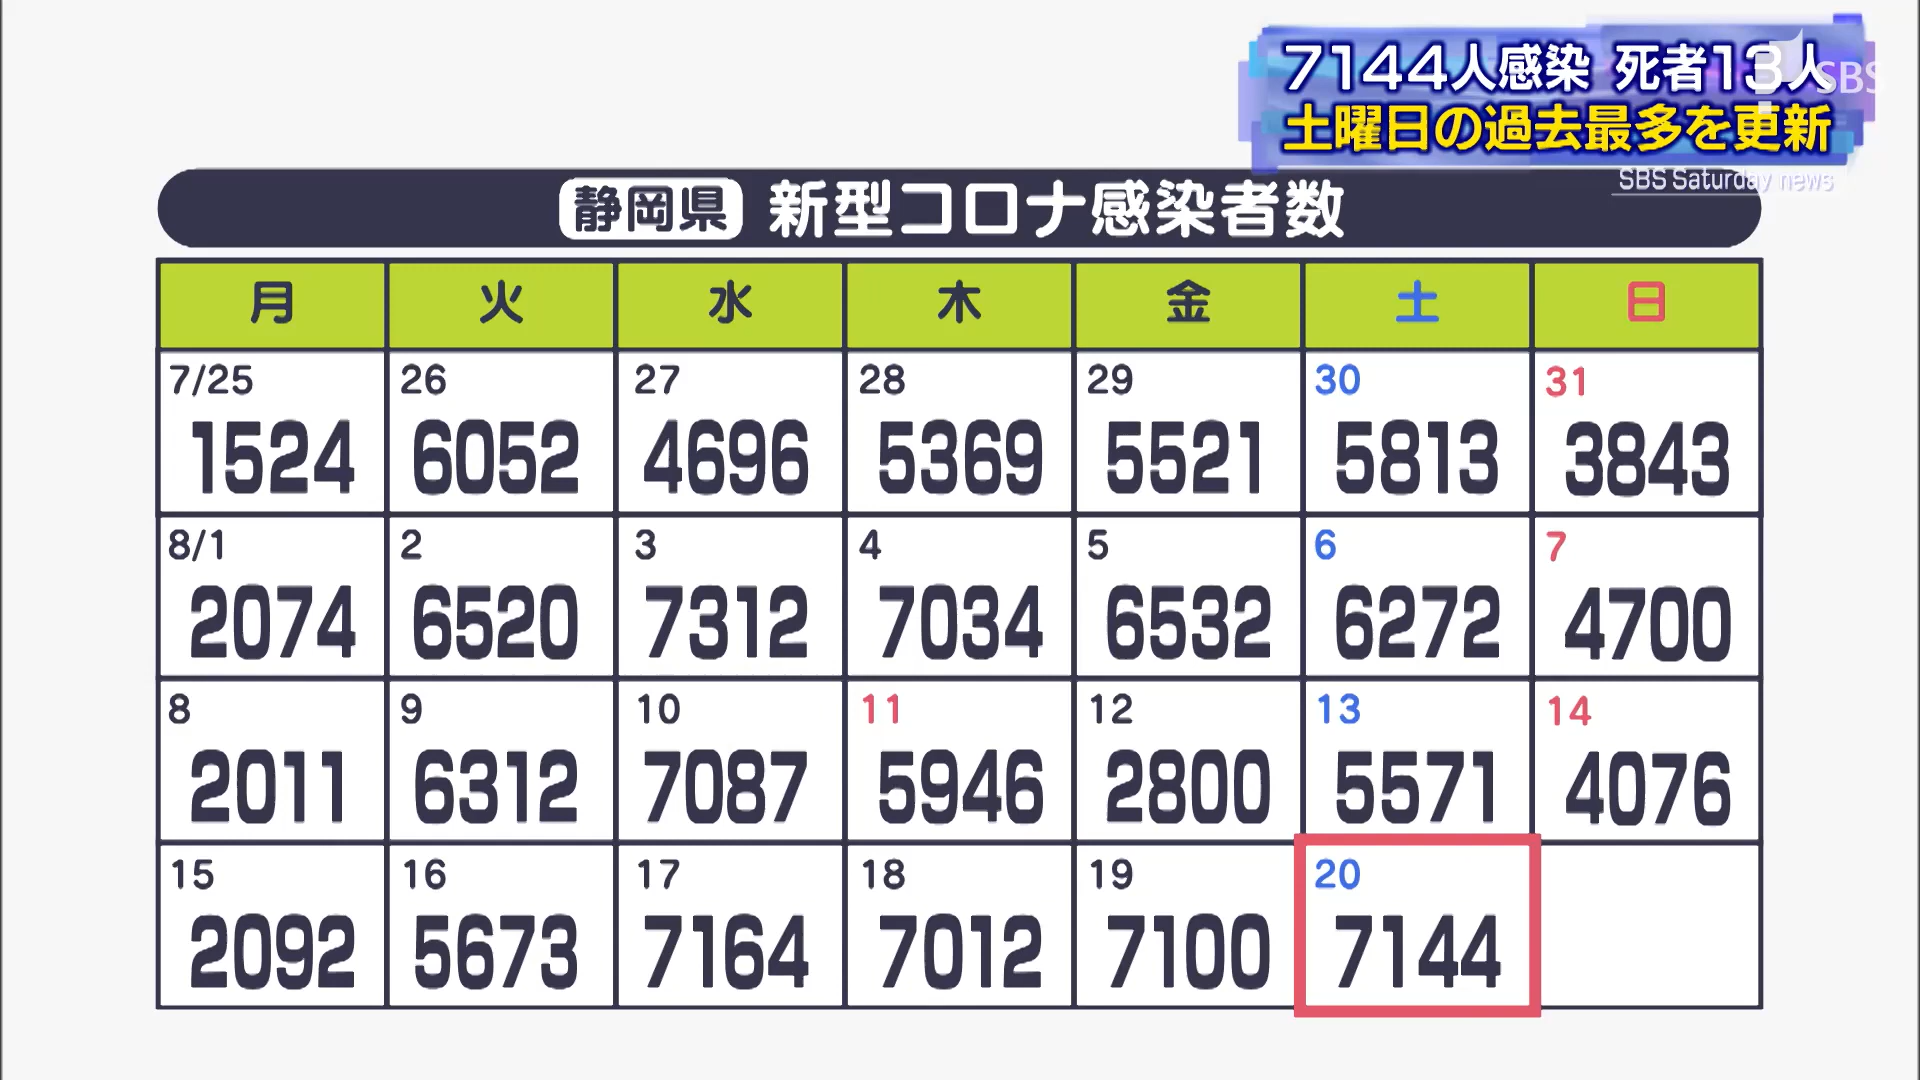 7144人感染 死者13人
SBS
土曜日の過去最多を更新
SBS Saturday news
静岡県 新型コロナ感染者数
月 火 水 木 金 土 日
7/25 26 27 28 29 30 31
1524 6052 4696 5369 5521 5813 3843
8/1 2 3 4 5 6 7
2074 6520 7312 7034 6532 6272 4700
8 9 10 11 12 13 14
2011 6312 7087 5946 2800 5571 4076
15 16 17 18 19 20
2092 5673 7164 7012 7100 7144